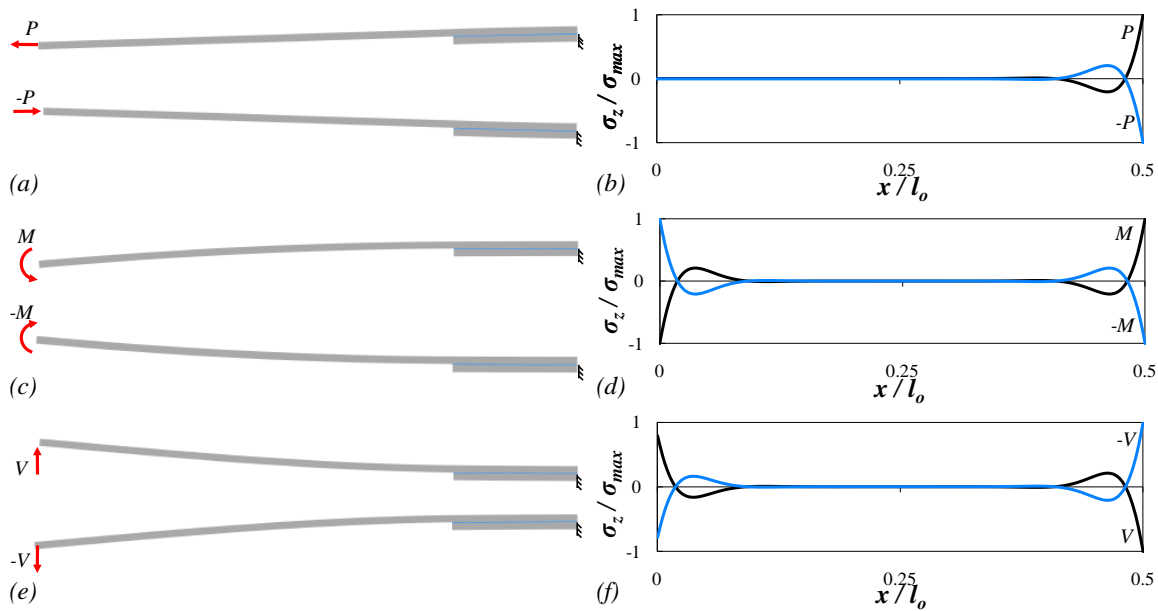 P
-P
(a)
σz / σmax
1
0
-1
P
-P
0
0.25
0.5
x / lo
(b)
M
-M
(c)
σz / σmax
1
0
-1
M
-M
0
0.25
0.5
x / lo
(d)
V
-V
(e)
σz / σmax
1
0
-1
-V
V
0
0.25
0.5
x / lo
(f)